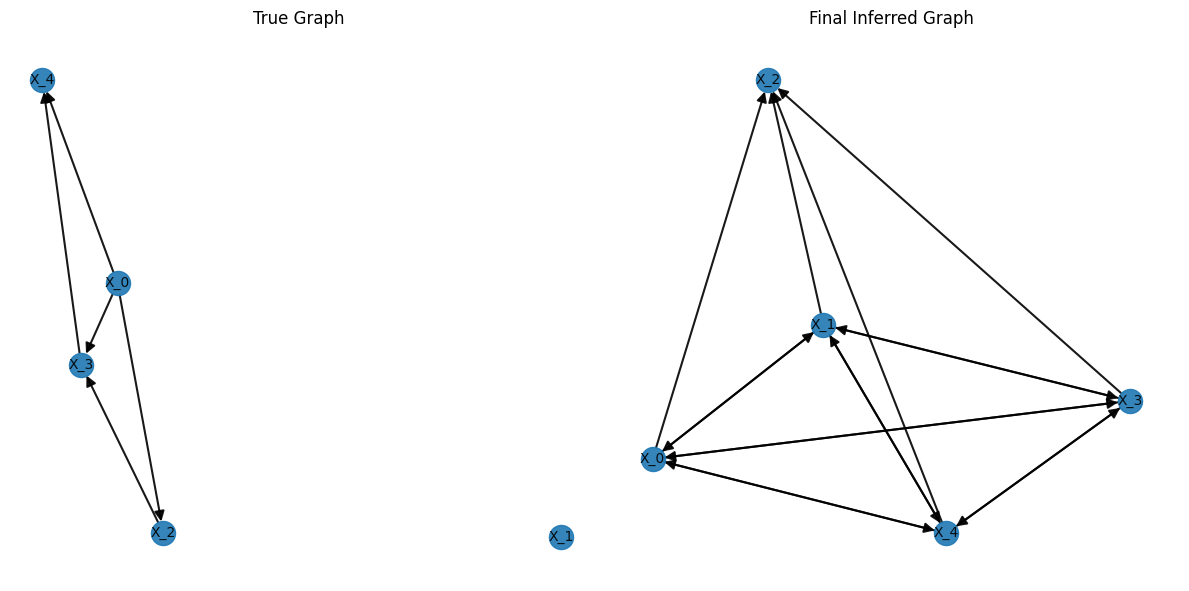 True Graph
X_4
X_0
X_3
X_2
X_1
Final Inferred Graph
X_2
X_1
X_3
X_0
X_4